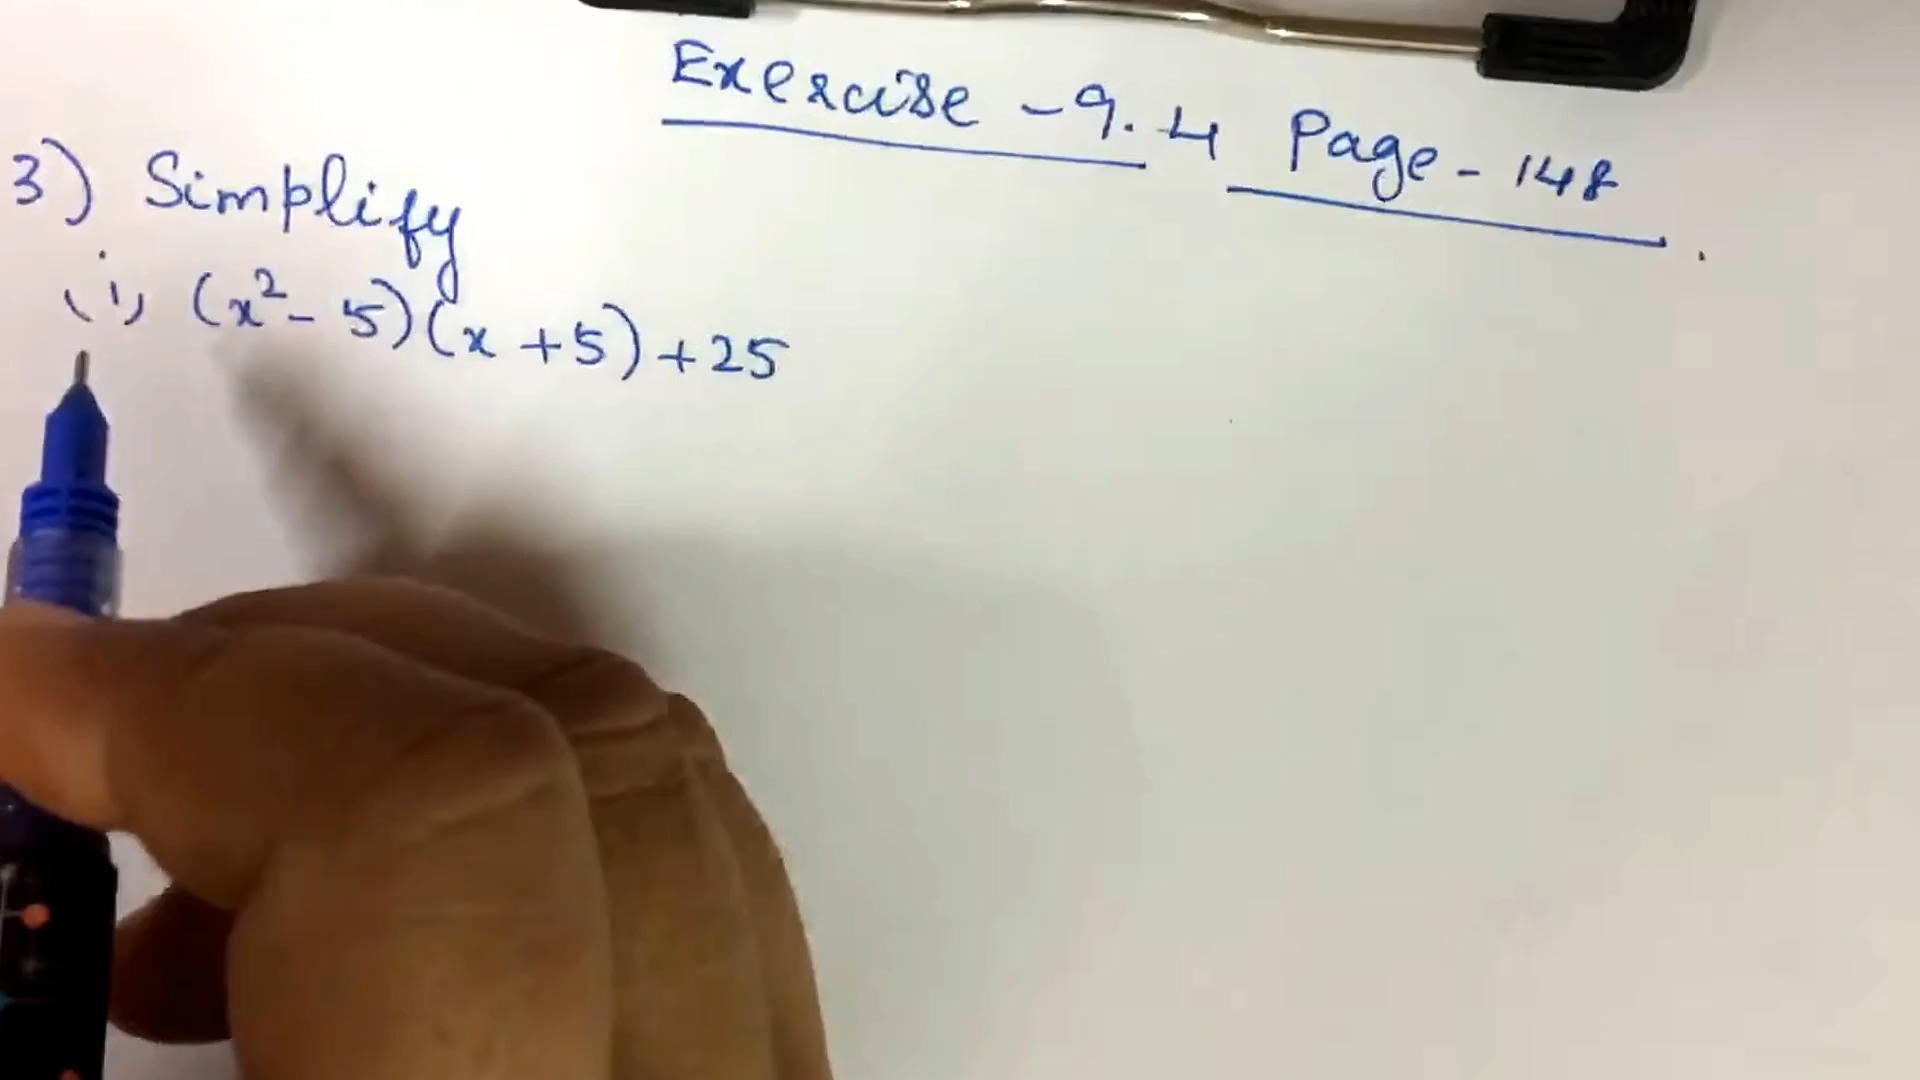 Exercise - 9.4 Page - 148.
3) Simplify
(i) (x² - 5)(x + 5) + 25